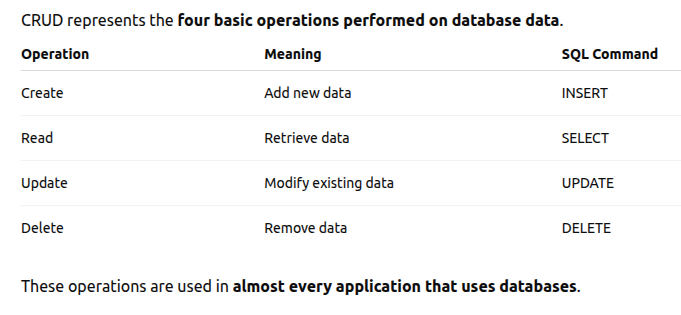 CRUD represents the four basic operations performed on database data.
Operation Meaning SQL Command
Create Add new data INSERT
Read Retrieve data SELECT
Update Modify existing data UPDATE
Delete Remove data DELETE
These operations are used in almost every application that uses databases.